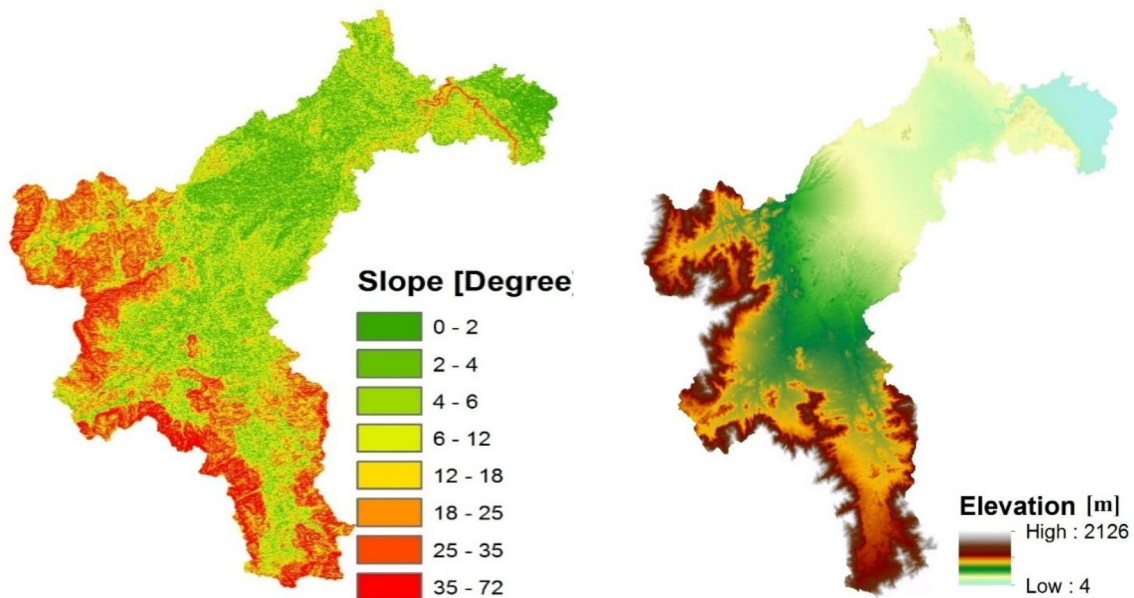 Slope [Degree]
0 - 2
2 - 4
4 - 6
6 - 12
12 - 18
18 - 25
25 - 35
35 - 72
Elevation [m]
High : 2126
Low : 4